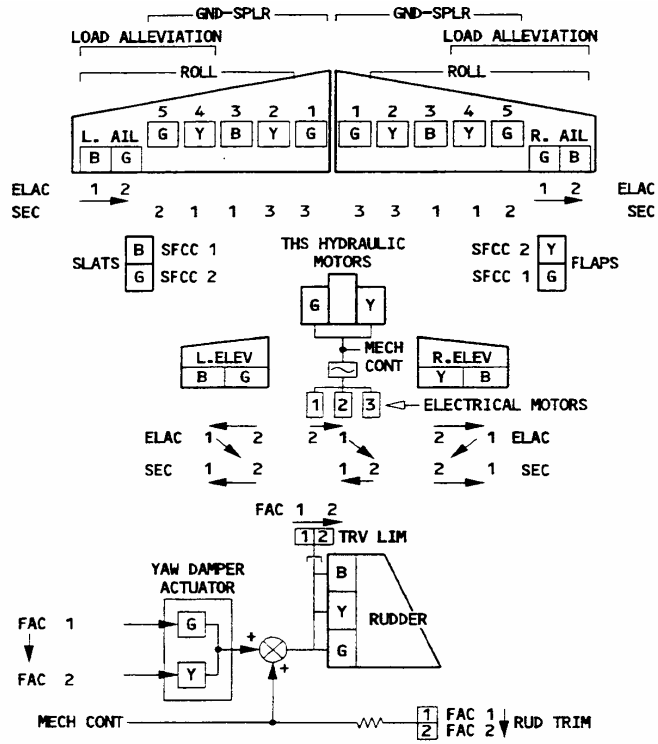 GND-SPLR GND-SPLR
LOAD ALLEVIATION LOAD ALLEVIATION
ROLL ROLL
5 4 3 2 1 1 2 3 4 5
G Y B Y G G Y B Y G
L. AIL R. AIL
B G G B
ELAC 1 2 1 2 ELAC
SEC 2 1 1 3 3 3 3 1 1 2 SEC
SLATS B SFCC 1
G SFCC 2
THS HYDRAULIC
MOTORS
G Y
SFCC 2 Y FLAPS
SFCC 1 G
MECH
CONT
L.ELEV
B G
R.ELEV
Y B
1 2 3 ELECTRICAL MOTORS
ELAC 1 2 2 1 2 1 ELAC
SEC 1 2 1 2 2 1 SEC
FAC 1 2
1 2 TRV LIM
YAW DAMPER
ACTUATOR
B
Y RUDDER
G
FAC 1 G
FAC 2 Y
+
+
MECH CONT
1 FAC 1 RUD TRIM
2 FAC 2